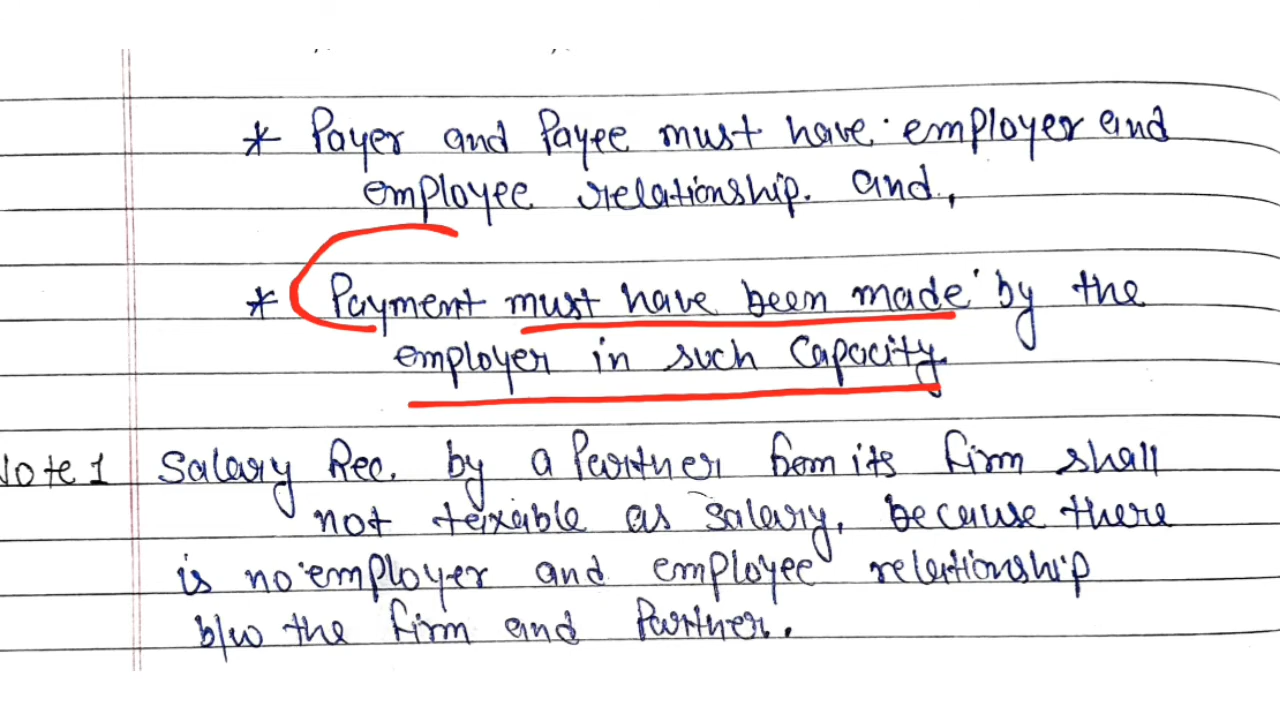 * Payer and Payee must have employer and
employee relationship. and,
* Payment must have been made by the
employer in such Capacity
Note 1 Salary Rec. by a Partner from its firm shall
not taxable as salary, because there
is no employer and employee relationship
b/w the firm and Partner.